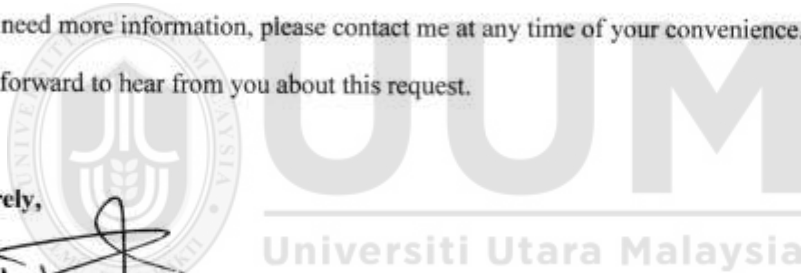 need more information, please contact me at any time of your convenience.
forward to hear from you about this request.
UUM
rely,
Universiti Utara Malaysia